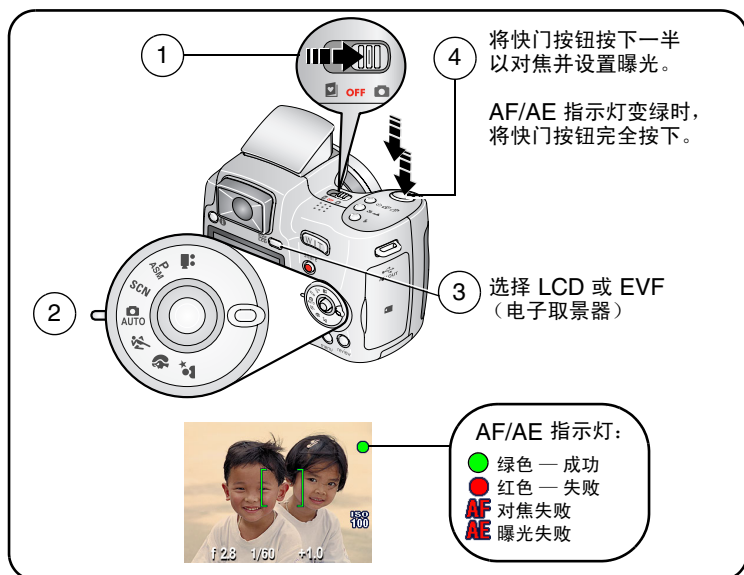 1
OFF
4
将快门按钮按下一半
以对焦并设置曝光。
AF/AE 指示灯变绿时，
将快门按钮完全按下。
W T
3
选择 LCD 或 EVF
（电子取景器）
2
P
ASM
SCN
AUTO
AF/AE 指示灯：
绿色 — 成功
红色 — 失败
AF 对焦失败
AE 曝光失败
ISO
100
f 2.8 1/60 +1.0